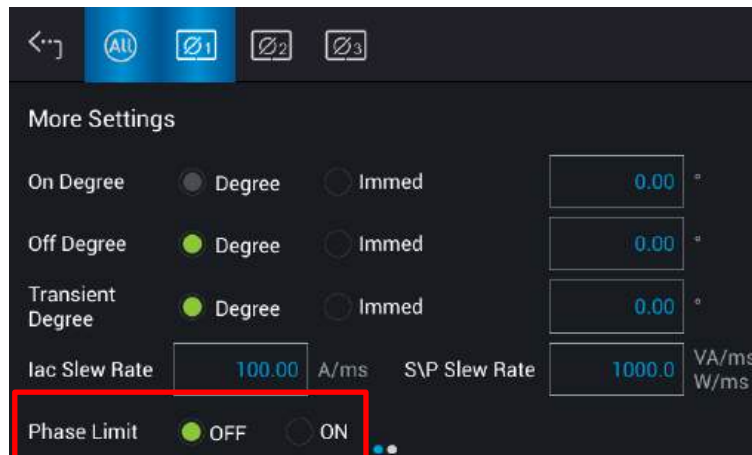 All Ø1 Ø2 Ø3
More Settings
On Degree Degree Immed 0.00 °
Off Degree Degree Immed 0.00 °
Transient
Degree Degree Immed 0.00 °
Iac Slew Rate 100.00 A/ms S\P Slew Rate 1000.0 VA/ms
W/ms
Phase Limit OFF ON